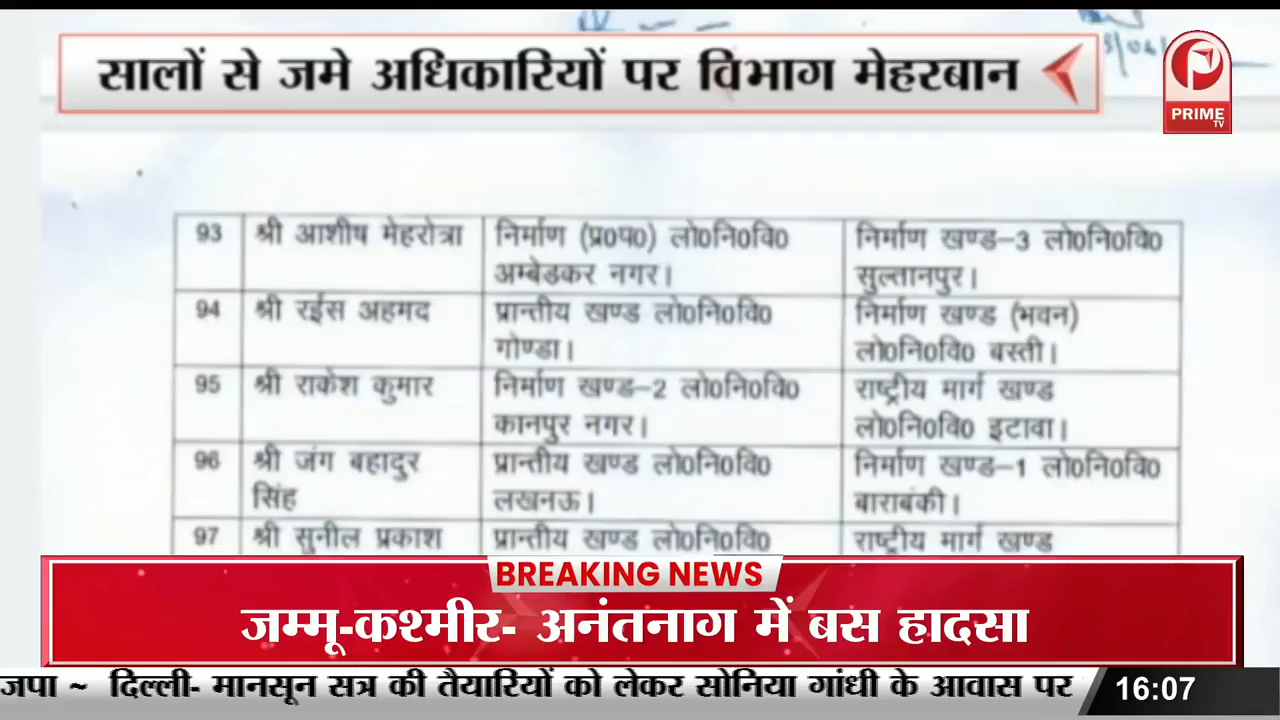 सालों से जमे अधिकारियों पर विभाग मेहरबान
PRIME
TV
93 श्री आशीष मेहरोत्रा निर्माण (प्र0प0) लो0नि0वि0 निर्माण खण्ड-3 लो0नि0वि0
अम्बेडकर नगर। सुल्तानपुर।
94 श्री रईस अहमद प्रान्तीय खण्ड लो0नि0वि0 निर्माण खण्ड (भवन)
गोण्डा। लो0नि0वि0 बस्ती।
95 श्री राकेश कुमार निर्माण खण्ड-2 लो0नि0वि0 राष्ट्रीय मार्ग खण्ड
कानपुर नगर। लो0नि0वि0 इटावा।
96 श्री जंग बहादुर प्रान्तीय खण्ड लो0नि0वि0 निर्माण खण्ड-1 लो0नि0वि0
सिंह लखनऊ। बाराबंकी।
97 श्री सुनील प्रकाश प्रान्तीय खण्ड लो0नि0वि0 राष्ट्रीय मार्ग खण्ड
BREAKING NEWS
जम्मू-कश्मीर- अनंतनाग में बस हादसा
जपा ~ दिल्ली- मानसून सत्र की तैयारियों को लेकर सोनिया गांधी के आवास पर
16:07